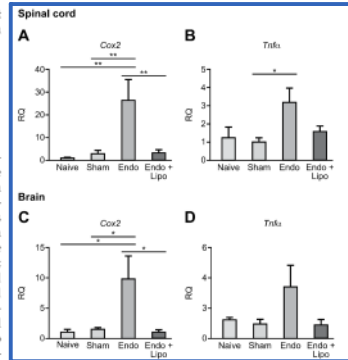 Spinal cord
A
B
Cox2
Tnfα
**
**
**
*
RQ
40
30
20
10
0
RQ
5
4
3
2
1
0
Naive Sham Endo Endo + Lipo
Naive Sham Endo Endo + Lipo
Brain
C
D
Cox2
Tnfα
*
*
*
RQ
15
10
5
0
RQ
6
4
2
0
Naive Sham Endo Endo + Lipo
Naive Sham Endo Endo + Lipo